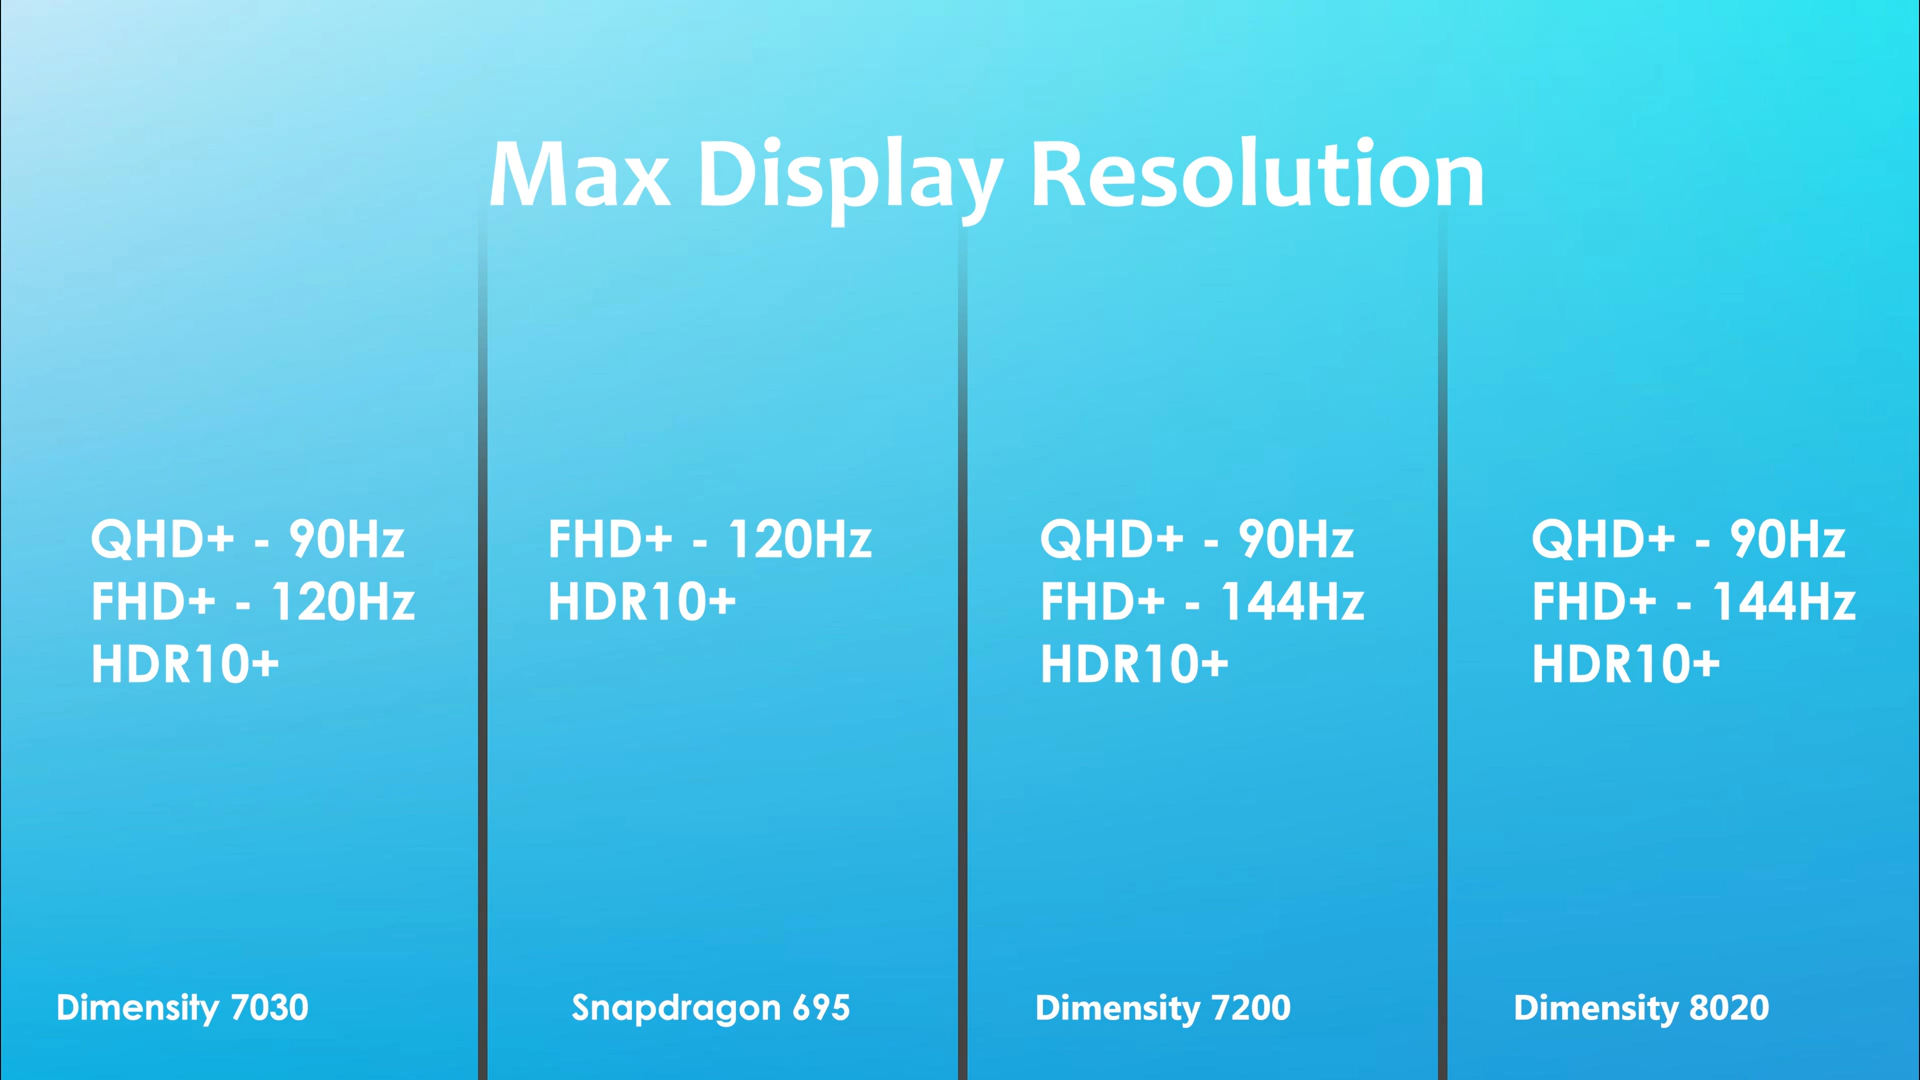 Max Display Resolution
QHD+ - 90Hz
FHD+ - 120Hz
HDR10+
FHD+ - 120Hz
HDR10+
QHD+ - 90Hz
FHD+ - 144Hz
HDR10+
QHD+ - 90Hz
FHD+ - 144Hz
HDR10+
Dimensity 7030
Snapdragon 695
Dimensity 7200
Dimensity 8020